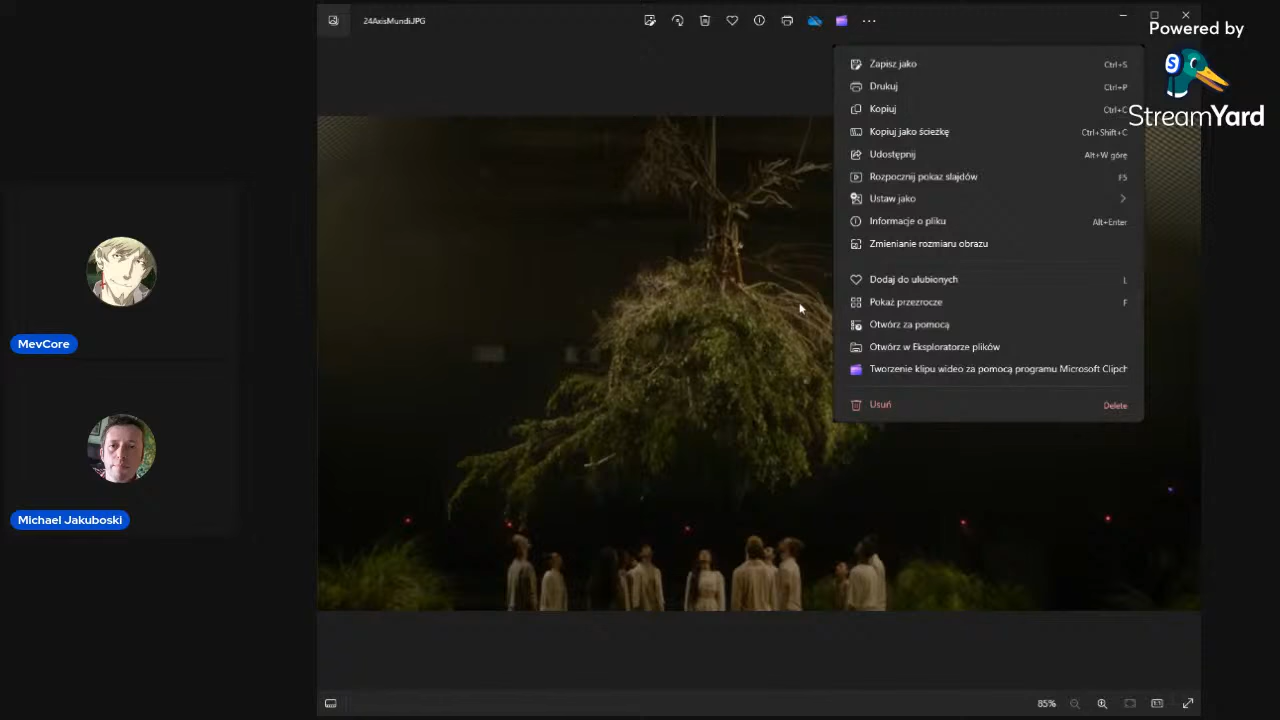 24AxisMundi.JPG
Powered by
StreamYard
Zapisz jako Ctrl+S
Drukuj Ctrl+P
Kopiuj Ctrl+C
Kopiuj jako ścieżkę Ctrl+Shift+C
Udostępnij Alt+W górę
Rozpocznij pokaz slajdów F5
Ustaw jako
Informacje o pliku Alt+Enter
Zmienianie rozmiaru obrazu
Dodaj do ulubionych L
Pokaż przezrocze F
Otwórz za pomocą
Otwórz w Eksploratorze plików
Tworzenie klipu wideo za pomocą programu Microsoft Clipch
Usuń Delete
MevCore
Michael Jakuboski
85%